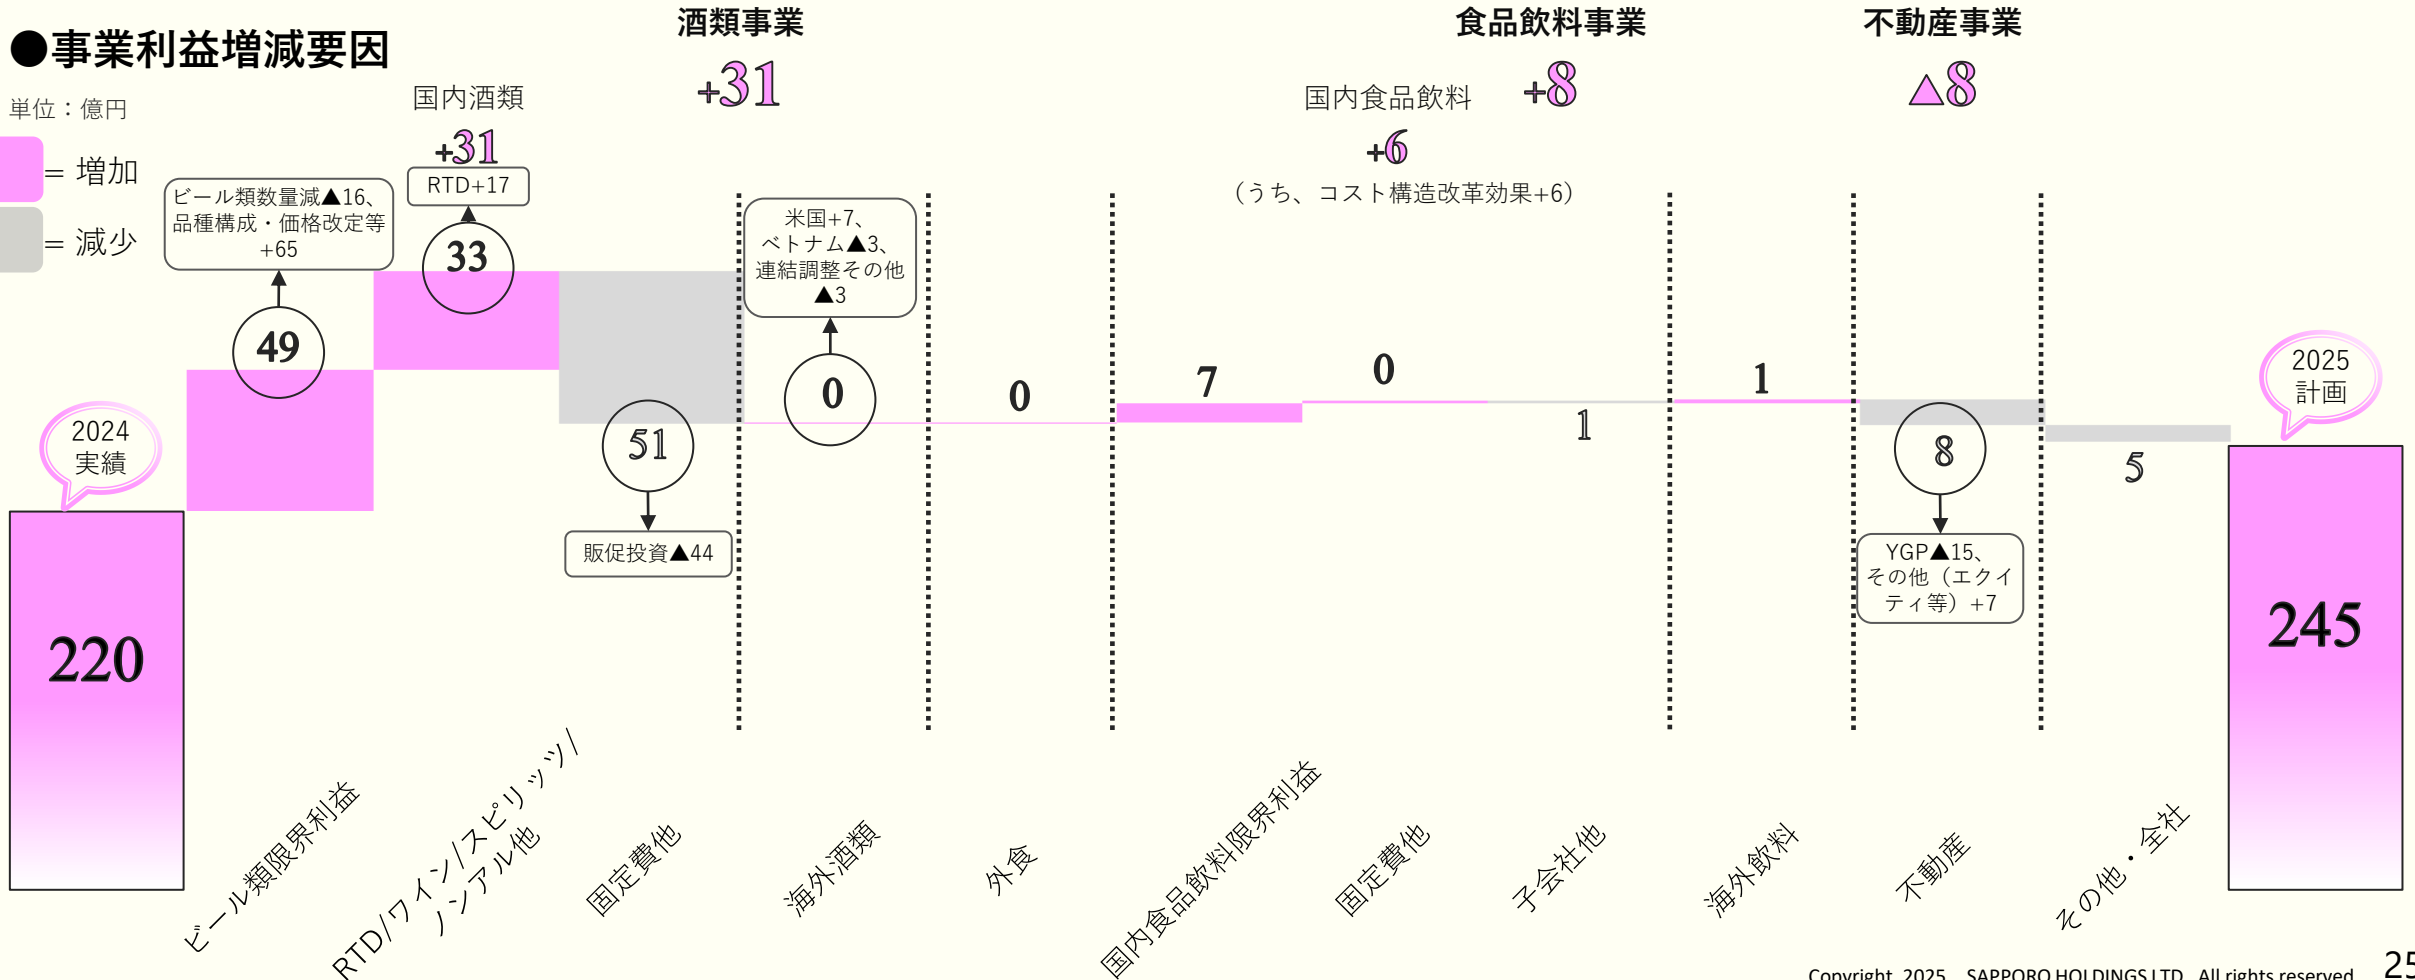 ●事業利益増減要因
単位：億円
= 増加
= 減少
酒類事業
+31
国内酒類
+31
食品飲料事業
+8
国内食品飲料
+6
（うち、コスト構造改革効果+6）
不動産事業
▲8
2024
実績
220
ビール類数量減▲16、
品種構成・価格改定等
+65
49
RTD+17
33
51
販促投資▲44
米国+7、
ベトナム▲3、
連結調整その他
▲3
0
0
7
0
1
1
8
YGP▲15、
その他（エクイ
ティ等）+7
5
2025
計画
245
ビール類限界利益
RTD/ワイン/スピリッツ/
ノンアル他
固定費他
海外酒類
外食
国内食品飲料限界利益
固定費他
子会社他
海外飲料
不動産
その他・全社
Copyright, 2025 SAPPORO HOLDINGS LTD. All rights reserved.